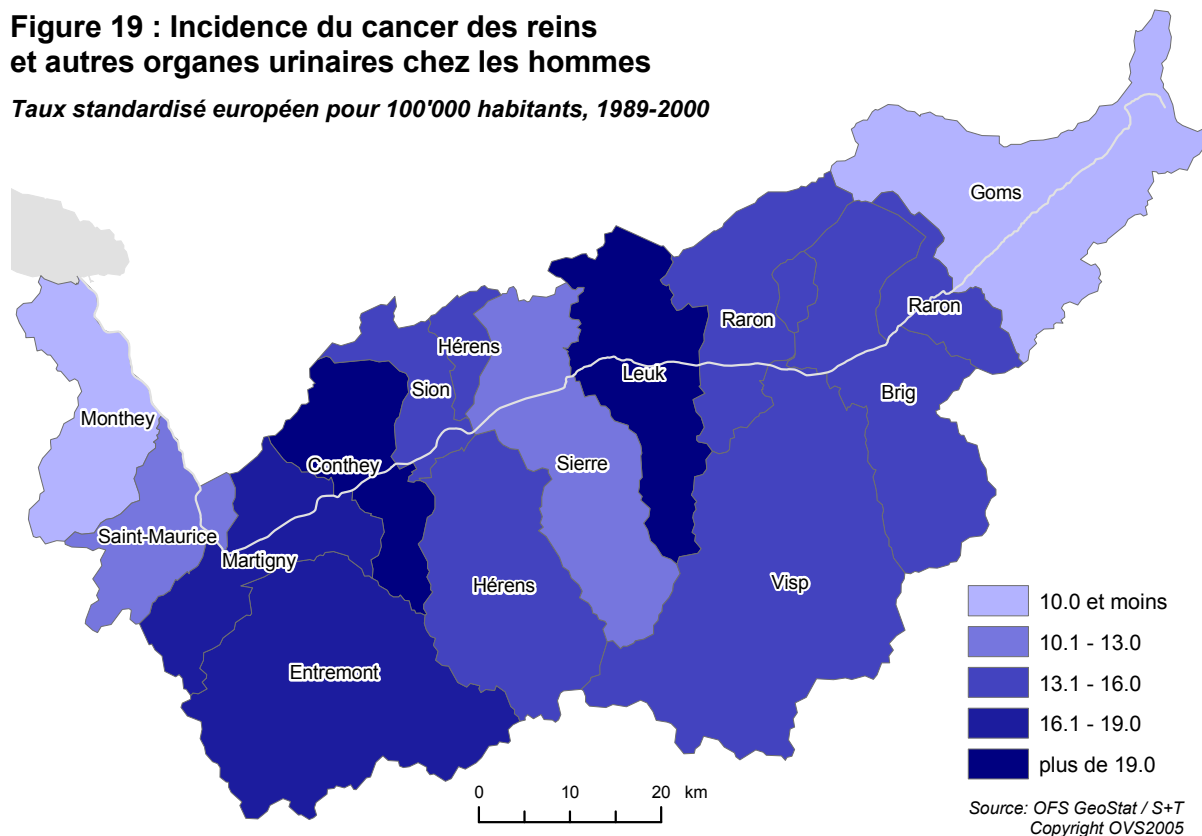 Figure 19 : Incidence du cancer des reins
et autres organes urinaires chez les hommes
Taux standardisé européen pour 100'000 habitants, 1989-2000
Goms
Raron
Raron
Hérens
Leuk
Sion
Brig
Monthey
Conthey
Sierre
Saint-Maurice
Martigny
Hérens
Visp
Entremont
10.0 et moins
10.1 - 13.0
13.1 - 16.0
16.1 - 19.0
plus de 19.0
0 10 20 km
Source: OFS GeoStat / S+T
Copyright OVS2005